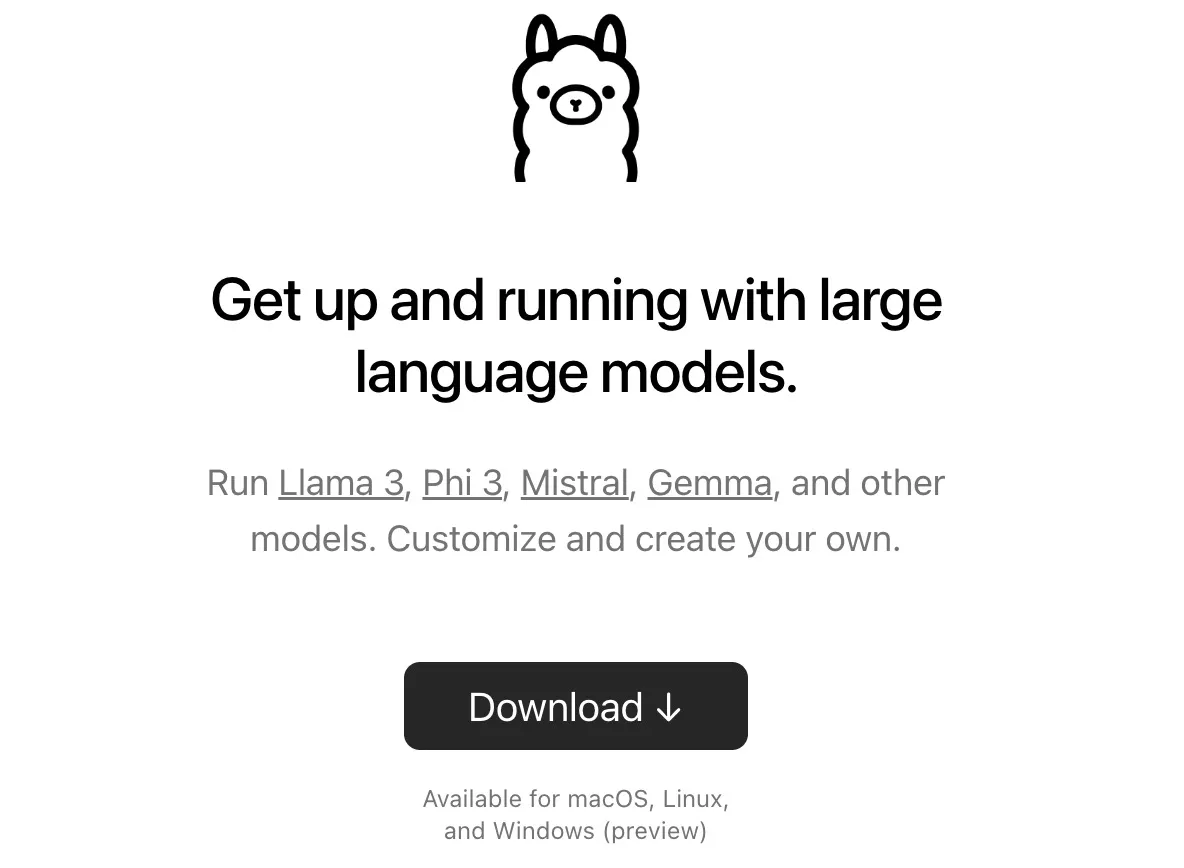 Get up and running with large
language models.
Run Llama 3, Phi 3, Mistral, Gemma, and other
models. Customize and create your own.
Download ↓
Available for macOS, Linux,
and Windows (preview)